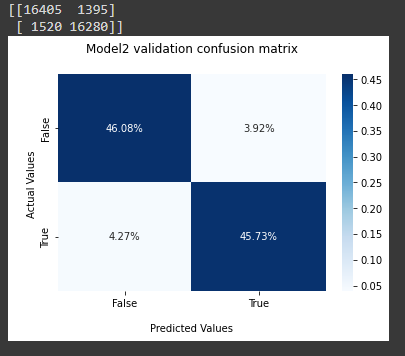 [[16405 1395]
[ 1520 16280]]
Model2 validation confusion matrix
0.45
0.40
0.35
0.30
0.25
0.20
0.15
0.10
0.05
Actual Values
False
True
46.08% 3.92%
4.27% 45.73%
False True
Predicted Values